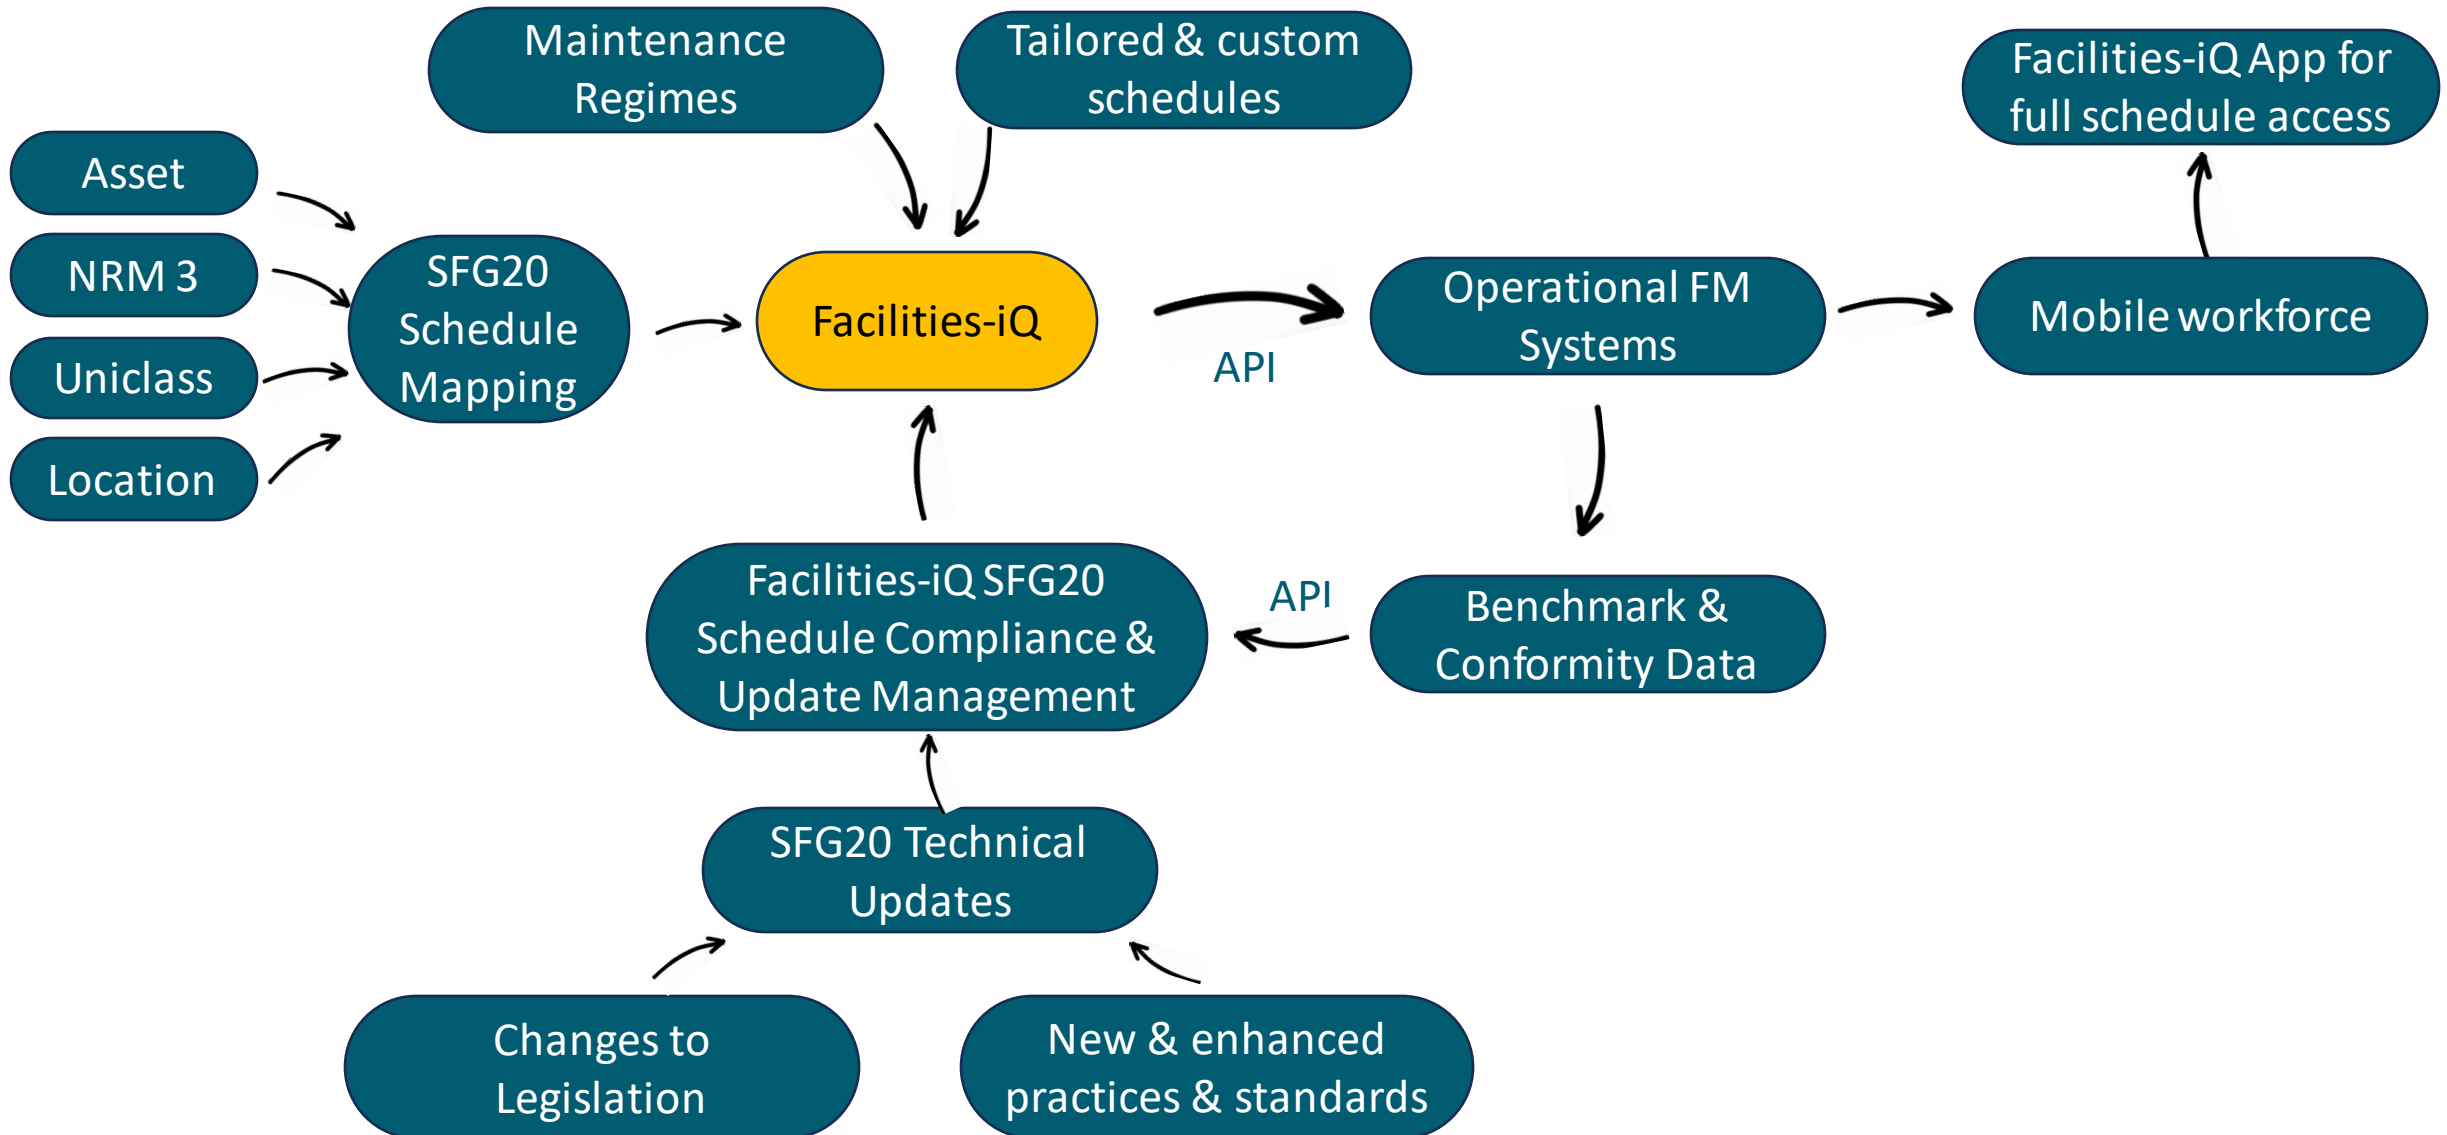 Maintenance
Regimes
Tailored & custom
schedules
Facilities-iQ App for
full schedule access
Asset
NRM 3
Uniclass
Location
SFG20
Schedule
Mapping
Facilities-iQ
API
Operational FM
Systems
Mobile workforce
Facilities-iQ SFG20
Schedule Compliance &
Update Management
API
Benchmark &
Conformity Data
SFG20 Technical
Updates
Changes to
Legislation
New & enhanced
practices & standards